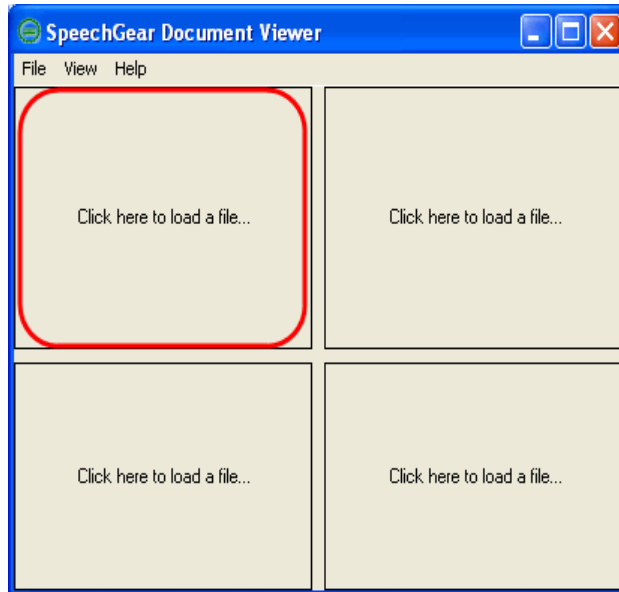 SpeechGear Document Viewer
File View Help
Click here to load a file... Click here to load a file...
Click here to load a file... Click here to load a file...